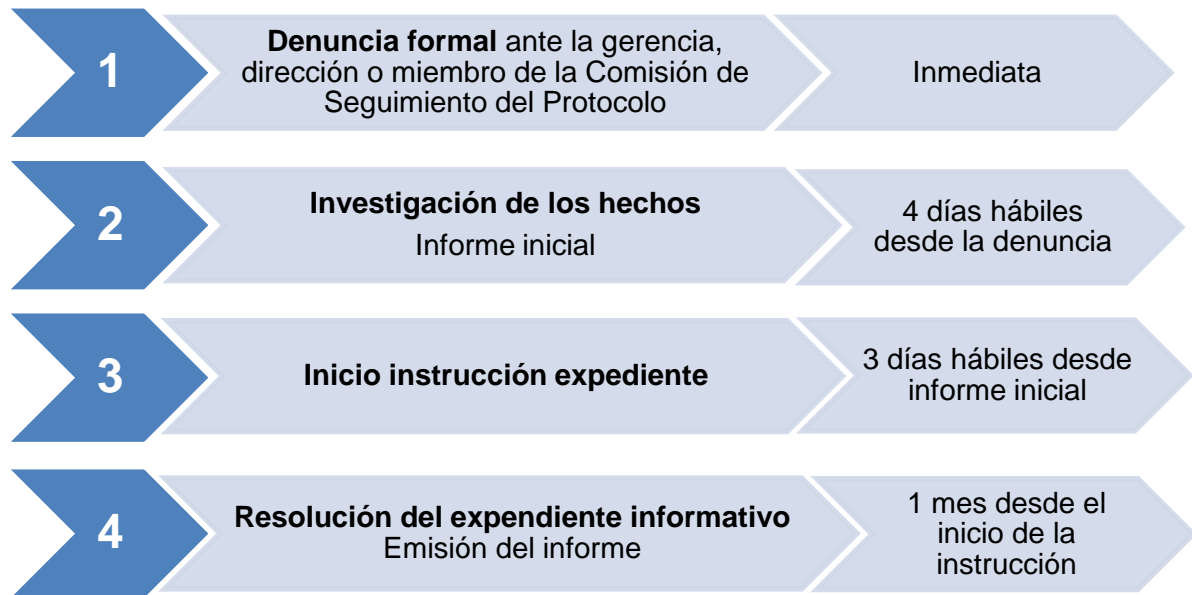 1
Denuncia formal ante la gerencia,
dirección o miembro de la Comisión de
Seguimiento del Protocolo
Inmediata
2
Investigación de los hechos
Informe inicial
4 días hábiles
desde la denuncia
3
Inicio instrucción expediente
3 días hábiles desde
informe inicial
4
Resolución del expendiente informativo
Emisión del informe
1 mes desde el
inicio de la
instrucción